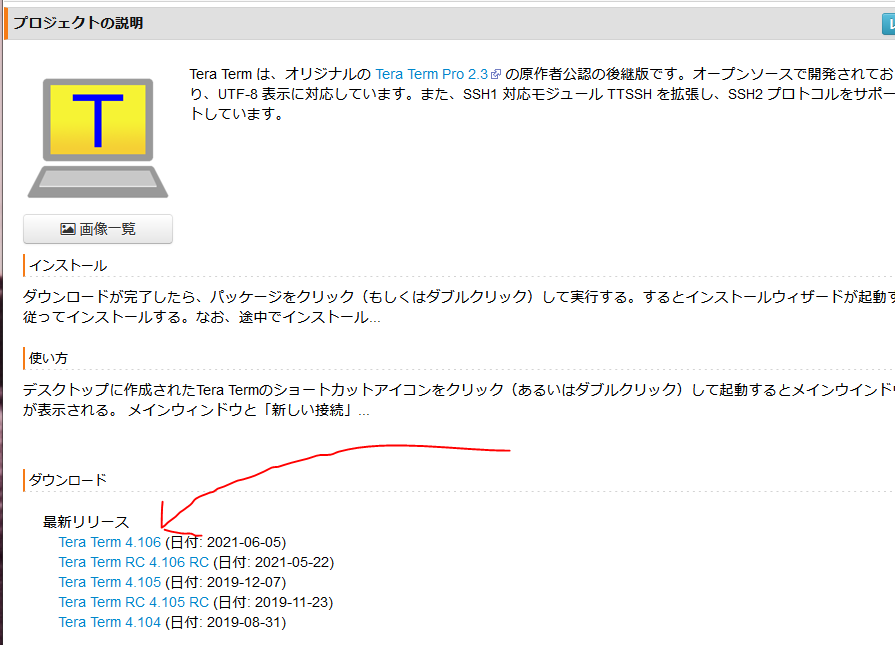 プロジェクトの説明
Tera Term は、オリジナルの Tera Term Pro 2.3 の原作者公認の後継版です。オープンソースで開発されてお
り、UTF-8 表示に対応しています。また、SSH1 対応モジュール TTSSH を拡張し、SSH2 プロトコルをサポー
トしています。
T
画像一覧
インストール
ダウンロードが完了したら、パッケージをクリック（もしくはダブルクリック）して実行する。するとインストールウィザードが起動す
従ってインストールする。なお、途中でインストール...
使い方
デスクトップに作成されたTera Termのショートカットアイコンをクリック（あるいはダブルクリック）して起動するとメインウインドウ
が表示される。 メインウィンドウと「新しい接続」...
ダウンロード
最新リリース
Tera Term 4.106 (日付: 2021-06-05)
Tera Term RC 4.106 RC (日付: 2021-05-22)
Tera Term 4.105 (日付: 2019-12-07)
Tera Term RC 4.105 RC (日付: 2019-11-23)
Tera Term 4.104 (日付: 2019-08-31)